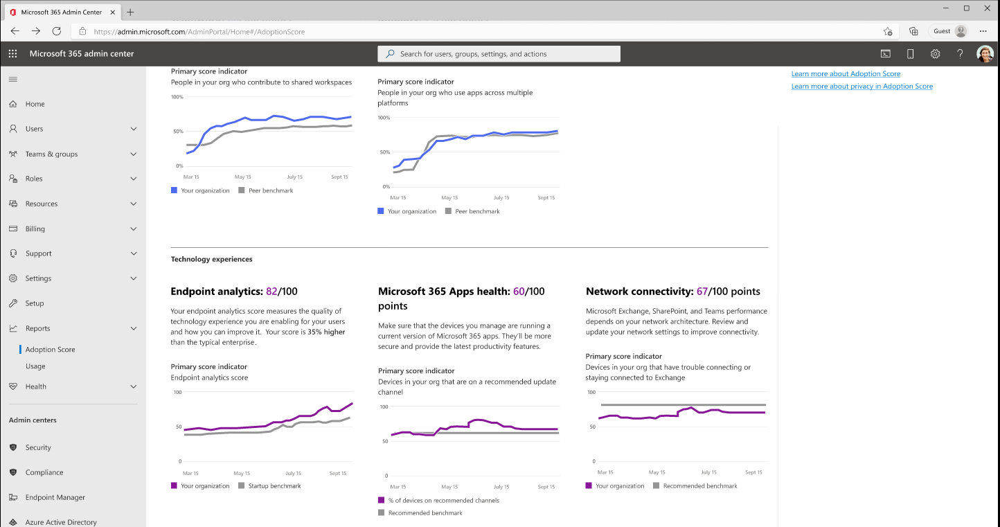 Microsoft 365 Admin Center
https://admin.microsoft.com/AdminPortal/Home#/AdoptionScore
Guest
Microsoft 365 admin center
Search for users, groups, settings, and actions
Home
Users
Teams & groups
Roles
Resources
Billing
Support
Settings
Setup
Reports
Adoption Score
Usage
Health
Admin centers
Security
Compliance
Endpoint Manager
Azure Active Directory
Primary score indicator
People in your org who contribute to shared workspaces
100%
50%
0%
Mar 15 May 15 July 15 Sept 15
Your organization Peer benchmark
Primary score indicator
People in your org who use apps across multiple
platforms
100%
50%
0%
Mar 15 May 15 July 15 Sept 15
Your organization Peer benchmark
Learn more about Adoption Score
Learn more about privacy in Adoption Score
Technology experiences
Endpoint analytics: 82/100
Your endpoint analytics score measures the quality of
technology experience you are enabling for your users
and how you can improve it. Your score is 35% higher
than the typical enterprise.
Primary score indicator
Endpoint analytics score
100
50
0
Mar 15 May 15 July 15 Sept 15
Your organization Startup benchmark
Microsoft 365 Apps health: 60/100
points
Make sure that the devices you manage are running a
current version of Microsoft 365 apps. They'll be more
secure and provide the latest productivity features.
Primary score indicator
Devices in your org that are on a recommended update
channel
100
50
0
Mar 15 May 15 July 15 Sept 15
% of devices on recommended channels
Recommended benchmark
Network connectivity: 67/100 points
Microsoft Exchange, SharePoint, and Teams performance
depends on your network architecture. Review and
update your network settings to improve connectivity.
Primary score indicator
Devices in your org that have trouble connecting or
staying connected to Exchange
100
50
0
Mar 15 May 15 July 15 Sept 15
Your organization Recommended benchmark